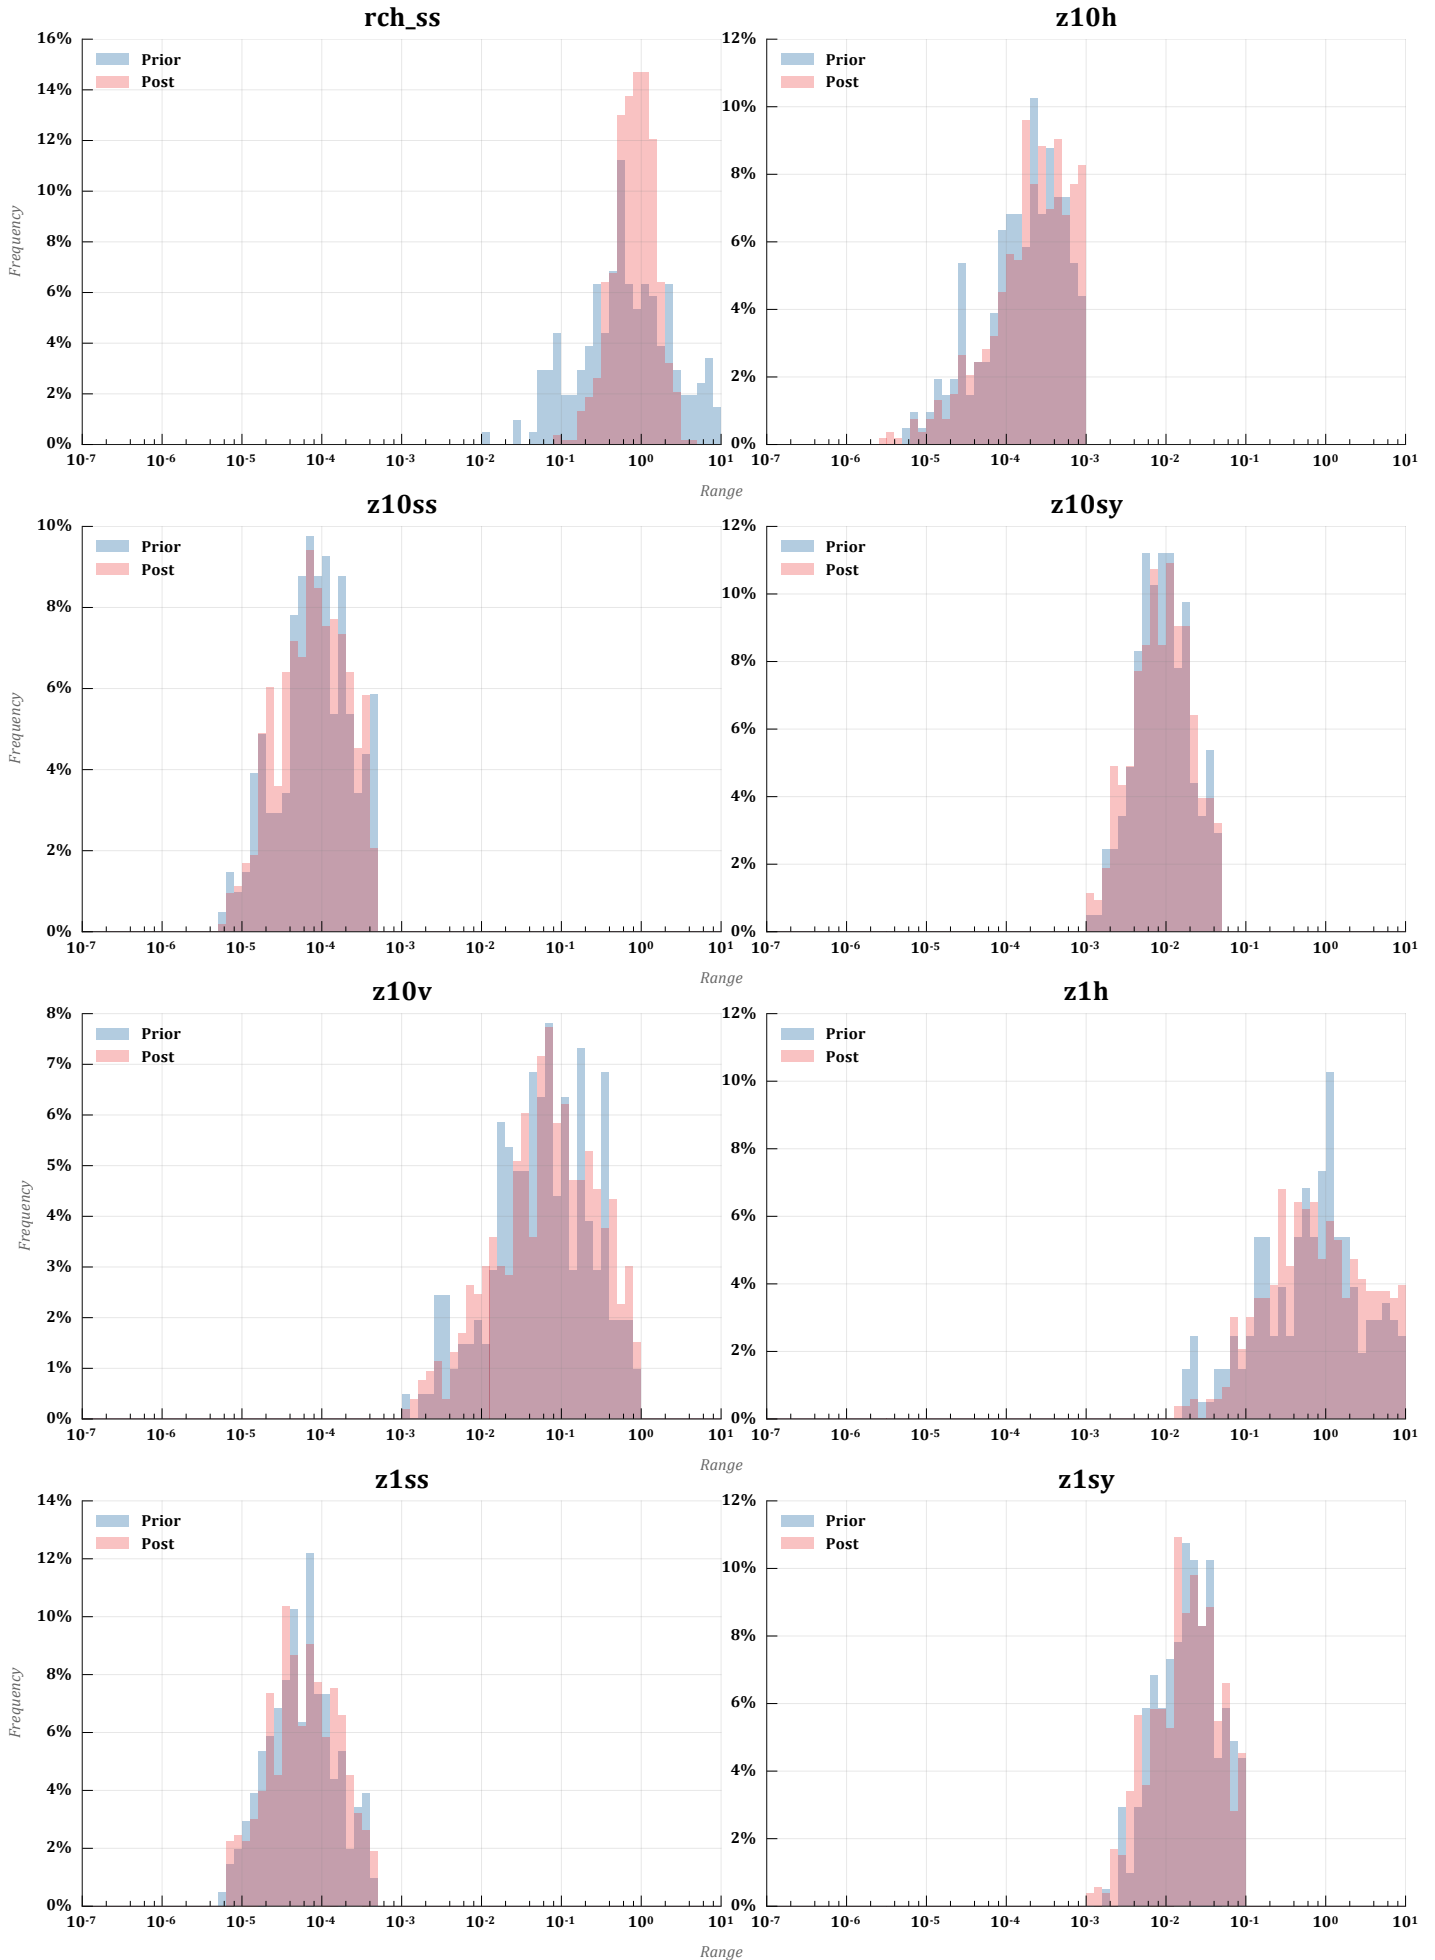 rch_ss
16%
14%
12%
10%
8%
6%
4%
2%
0%
Frequency
Prior
Post
10⁻⁷ 10⁻⁶ 10⁻⁵ 10⁻⁴ 10⁻³ 10⁻² 10⁻¹ 10⁰ 10¹
z10h
12%
10%
8%
6%
4%
2%
0%
Prior
Post
10⁻⁷ 10⁻⁶ 10⁻⁵ 10⁻⁴ 10⁻³ 10⁻² 10⁻¹ 10⁰ 10¹
Range
z10ss
10%
8%
6%
4%
2%
0%
Frequency
Prior
Post
10⁻⁷ 10⁻⁶ 10⁻⁵ 10⁻⁴ 10⁻³ 10⁻² 10⁻¹ 10⁰ 10¹
z10sy
12%
10%
8%
6%
4%
2%
0%
Prior
Post
10⁻⁷ 10⁻⁶ 10⁻⁵ 10⁻⁴ 10⁻³ 10⁻² 10⁻¹ 10⁰ 10¹
Range
z10v
8%
7%
6%
5%
4%
3%
2%
1%
0%
Frequency
Prior
Post
10⁻⁷ 10⁻⁶ 10⁻⁵ 10⁻⁴ 10⁻³ 10⁻² 10⁻¹ 10⁰ 10¹
z1h
12%
10%
8%
6%
4%
2%
0%
Prior
Post
10⁻⁷ 10⁻⁶ 10⁻⁵ 10⁻⁴ 10⁻³ 10⁻² 10⁻¹ 10⁰ 10¹
Range
z1ss
14%
12%
10%
8%
6%
4%
2%
0%
Frequency
Prior
Post
10⁻⁷ 10⁻⁶ 10⁻⁵ 10⁻⁴ 10⁻³ 10⁻² 10⁻¹ 10⁰ 10¹
z1sy
12%
10%
8%
6%
4%
2%
0%
Prior
Post
10⁻⁷ 10⁻⁶ 10⁻⁵ 10⁻⁴ 10⁻³ 10⁻² 10⁻¹ 10⁰ 10¹
Range